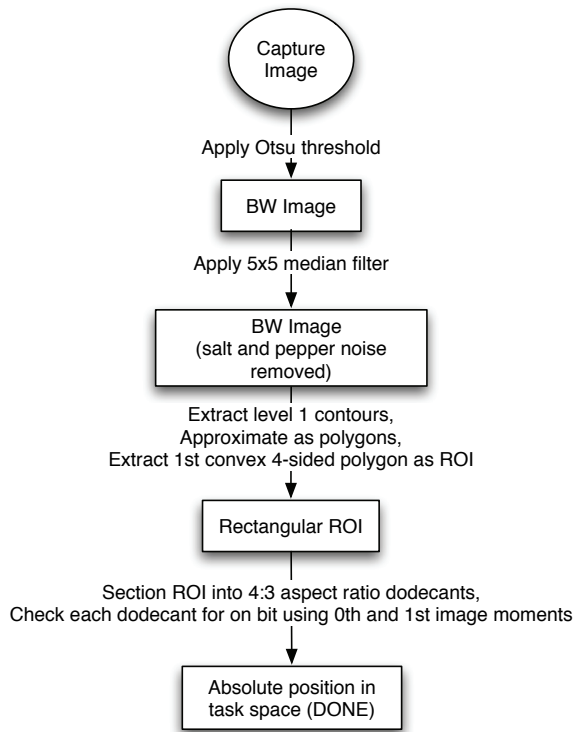 Capture
Image
Apply Otsu threshold
BW Image
Apply 5x5 median filter
BW Image
(salt and pepper noise
removed)
Extract level 1 contours,
Approximate as polygons,
Extract 1st convex 4-sided polygon as ROI
Rectangular ROI
Section ROI into 4:3 aspect ratio dodecants,
Check each dodecant for on bit using 0th and 1st image moments
Absolute position in
task space (DONE)